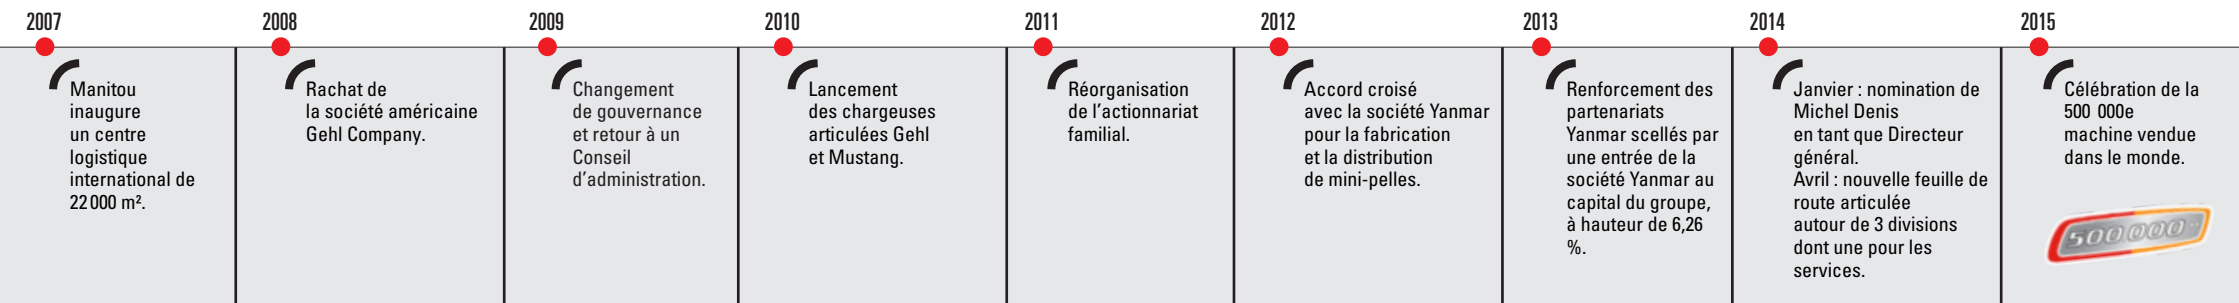 2007
Manitou
inaugure
un centre
logistique
international de
22 000 m².
2008
Rachat de
la société américaine
Gehl Company.
2009
Changement
de gouvernance
et retour à un
Conseil
d’administration.
2010
Lancement
des chargeuses
articulées Gehl
et Mustang.
2011
Réorganisation
de l’actionnariat
familial.
2012
Accord croisé
avec la société Yanmar
pour la fabrication
et la distribution
de mini-pelles.
2013
Renforcement des
partenariats
Yanmar scellés par
une entrée de la
société Yanmar au
capital du groupe,
à hauteur de 6,26
%.
2014
Janvier : nomination de
Michel Denis
en tant que Directeur
général.
Avril : nouvelle feuille de
route articulée
autour de 3 divisions
dont une pour les
services.
2015
Célébration de la
500 000e
machine vendue
dans le monde.
500 000